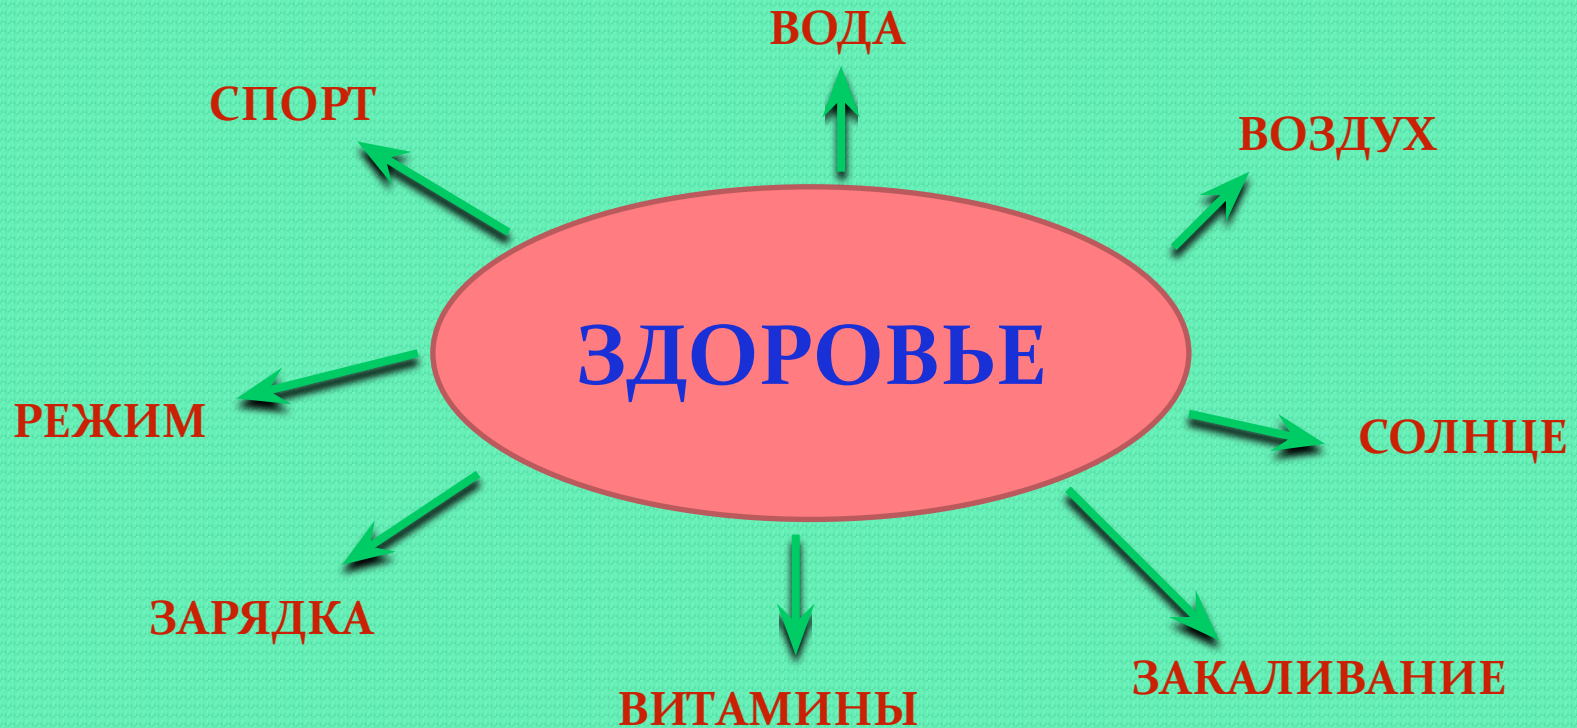 ВОДА
СПОРТ
ВОЗДУХ
ЗДОРОВЬЕ
РЕЖИМ
СОЛНЦЕ
ЗАРЯДКА
ЗАКАЛИВАНИЕ
ВИТАМИНЫ